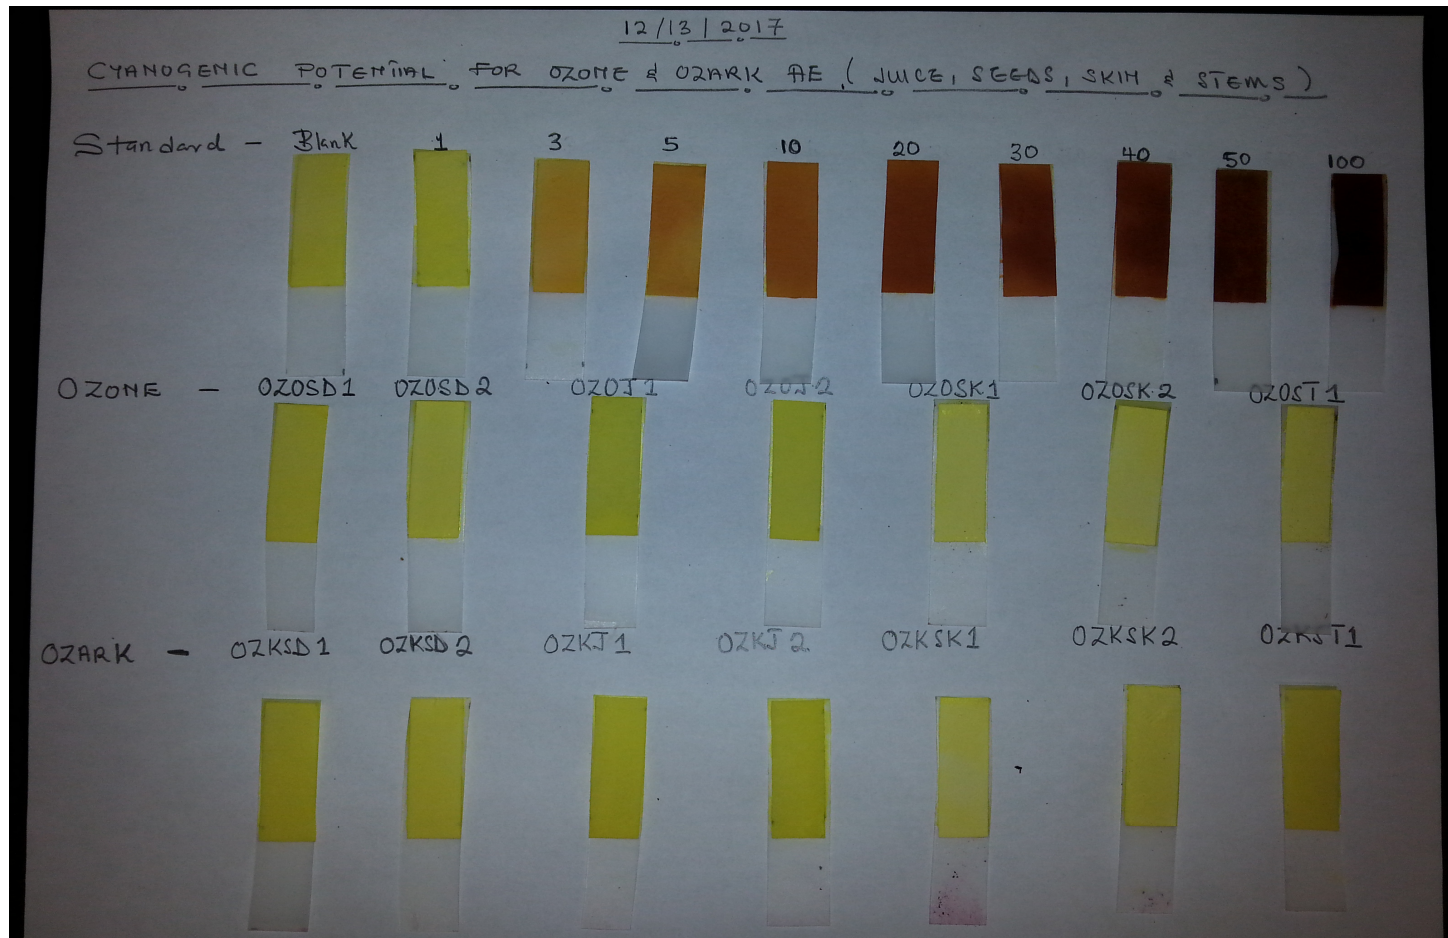 12/13/2017
CYANOGENIC POTENTIAL FOR OZONE & OZARK AE (JUICE, SEEDS, SKIN & STEMS)
Standard - Blank 1 3 5 10 20 30 40 50 100
OZONE - OZOSD1 OZOSD2 OZOJ1 OZOJ2 OZOSK1 OZOSK2 OZOST1
OZARK - OZKSD1 OZKSD2 OZKJ1 OZKJ2 OZKSK1 OZKSK2 OZKST1